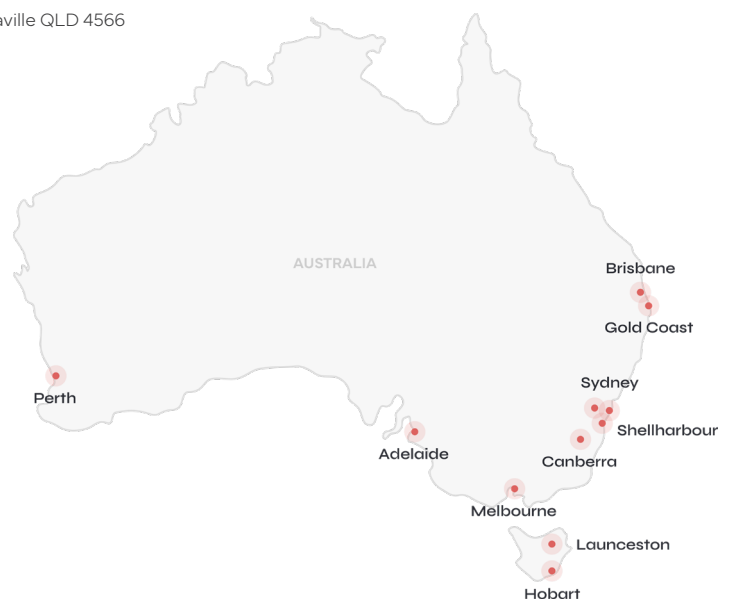 aville QLD 4566
AUSTRALIA
Brisbane
Gold Coast
Sydney
Perth
Shellharbour
Adelaide
Canberra
Melbourne
Launceston
Hobart